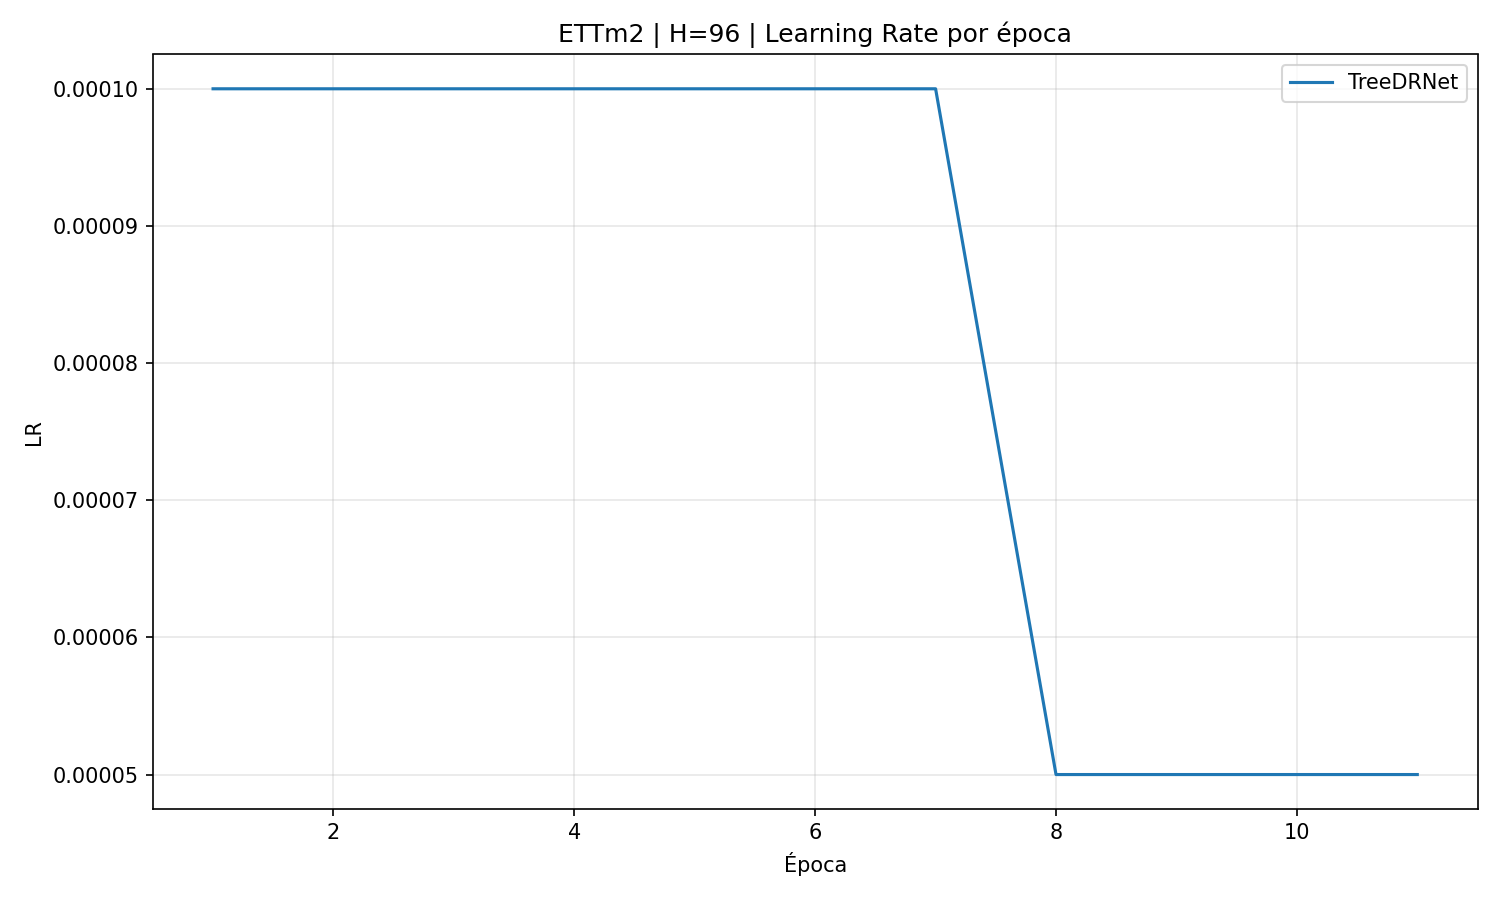 ETTm2 | H=96 | Learning Rate por época
TreeDRNet
0.00010
0.00009
0.00008
0.00007
0.00006
0.00005
LR
2 4 6 8 10
Época